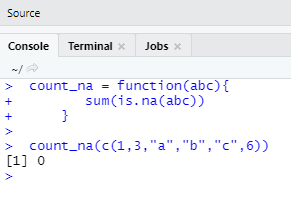 Source
Console Terminal × Jobs ×
~/
> count_na = function(abc){
+ sum(is.na(abc))
+ }
>
> count_na(c(1,3,"a","b","c",6))
[1] 0
>